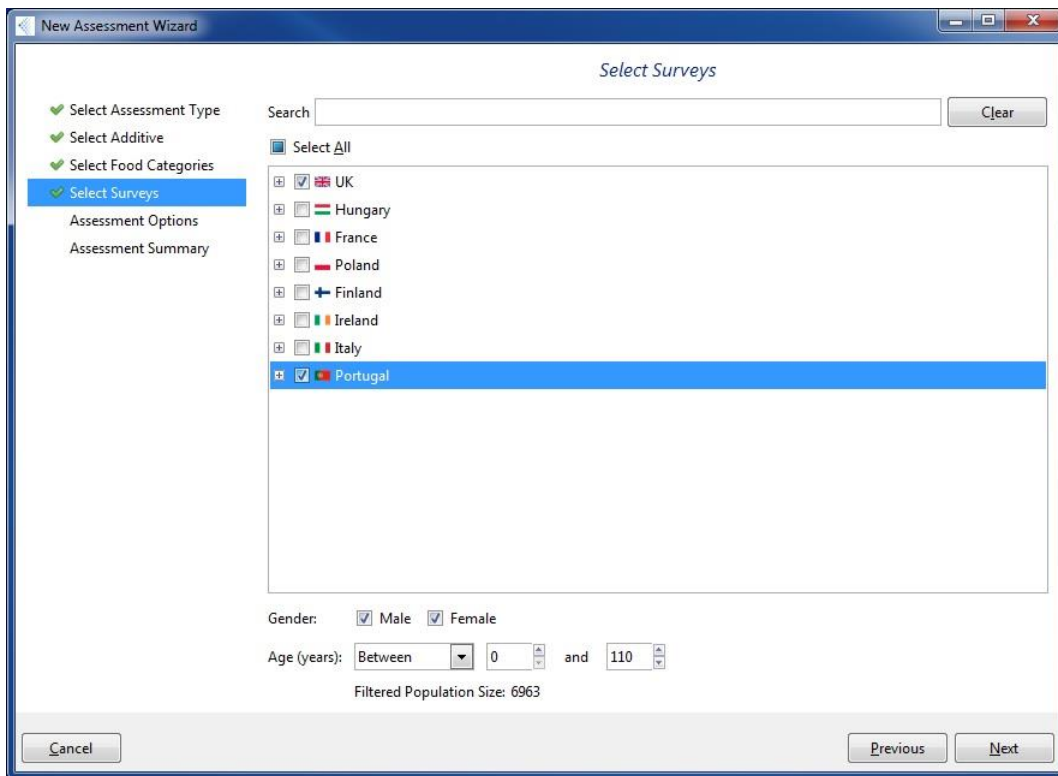 New Assessment Wizard
Select Surveys
Select Assessment Type
Select Additive
Select Food Categories
Select Surveys
Assessment Options
Assessment Summary
Search
Clear
Select All
UK
Hungary
France
Poland
Finland
Ireland
Italy
Portugal
Gender: Male Female
Age (years): Between 0 and 110
Filtered Population Size: 6963
Cancel Previous Next